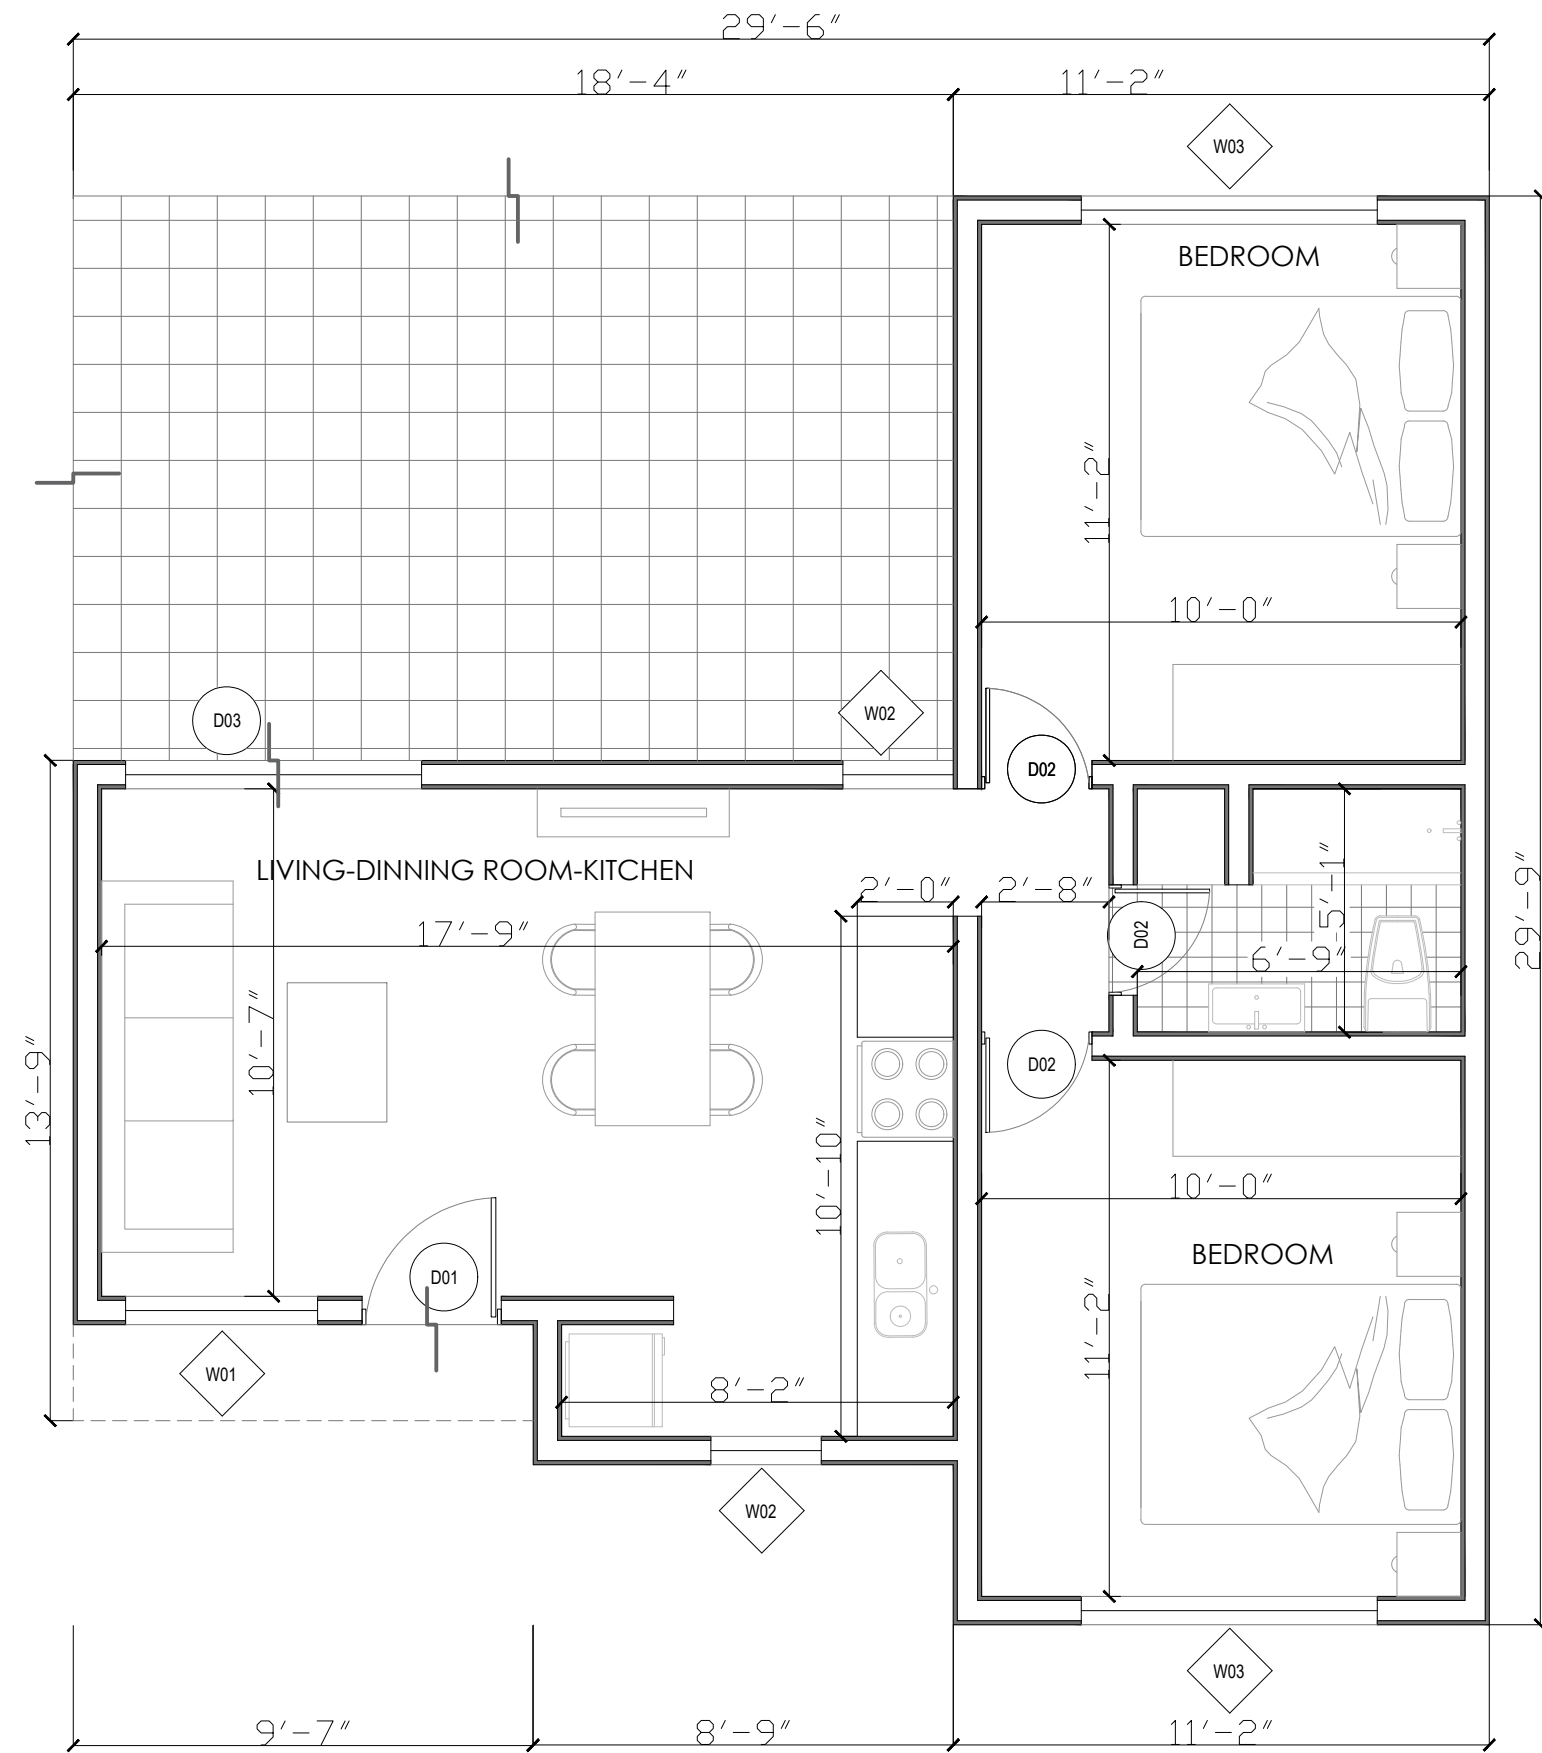 29'-6"
18'-4"
11'-2"
W03
BEDROOM
11'-2"
10'-0"
D03
W02
D02
LIVING-DINNING ROOM-KITCHEN
2'-0"
2'-8"
5'-1"
29'-9"
17'-9"
D02
6'-9"
10'-7"
13'-9"
D02
10'-10"
10'-0"
BEDROOM
D01
11'-2"
W01
8'-2"
W02
W03
9'-7"
8'-9"
11'-2"